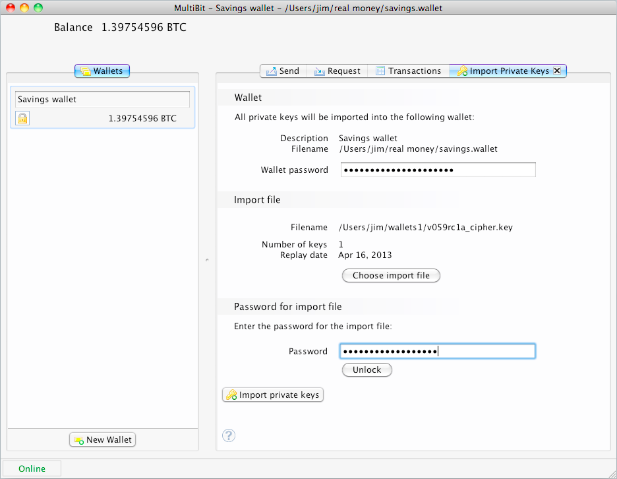 MultiBit - Savings wallet - /Users/jim/real money/savings.wallet
Balance 1.39754596 BTC
Wallets
Send Request Transactions Import Private Keys
Savings wallet
1.39754596 BTC
Wallet
All private keys will be imported into the following wallet:
Description Savings wallet
Filename /Users/jim/real money/savings.wallet
Wallet password
Import file
Filename /Users/jim/wallets1/v059rc1a_cipher.key
Number of keys 1
Replay date Apr 16, 2013
Choose import file
Password for import file
Enter the password for the import file:
Password
Unlock
Import private keys
New Wallet
?
Online